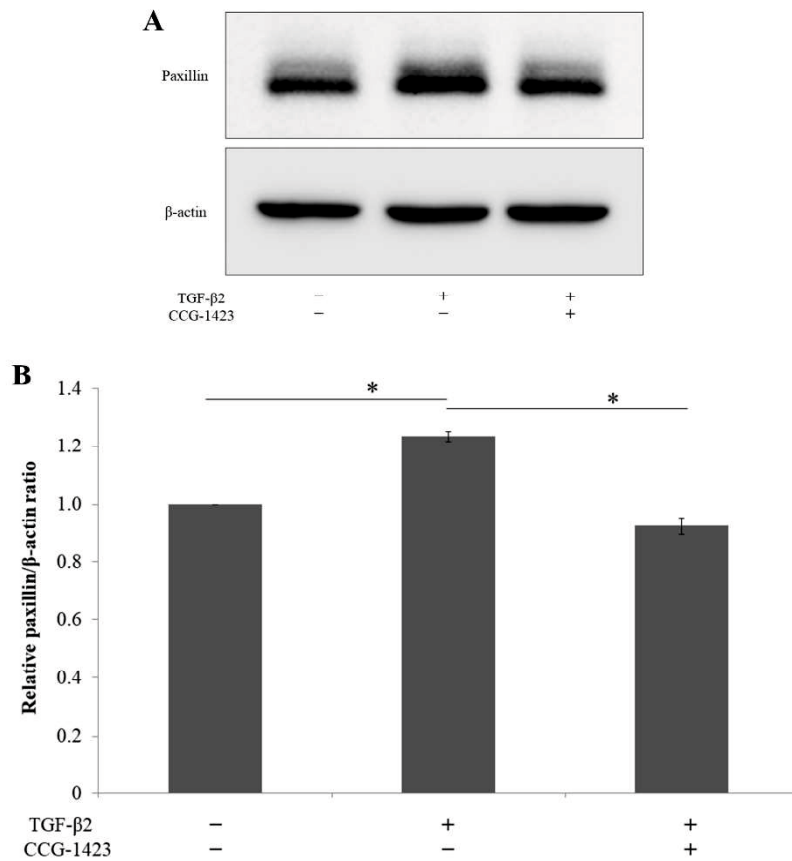 A
Paxillin
β-actin
TGF-β2 − + +
CCG-1423 − − +
B
Relative paxillin/β-actin ratio
1.4
1.2
1.0
0.8
0.6
0.4
0.2
0
* *
TGF-β2 − + +
CCG-1423 − − +